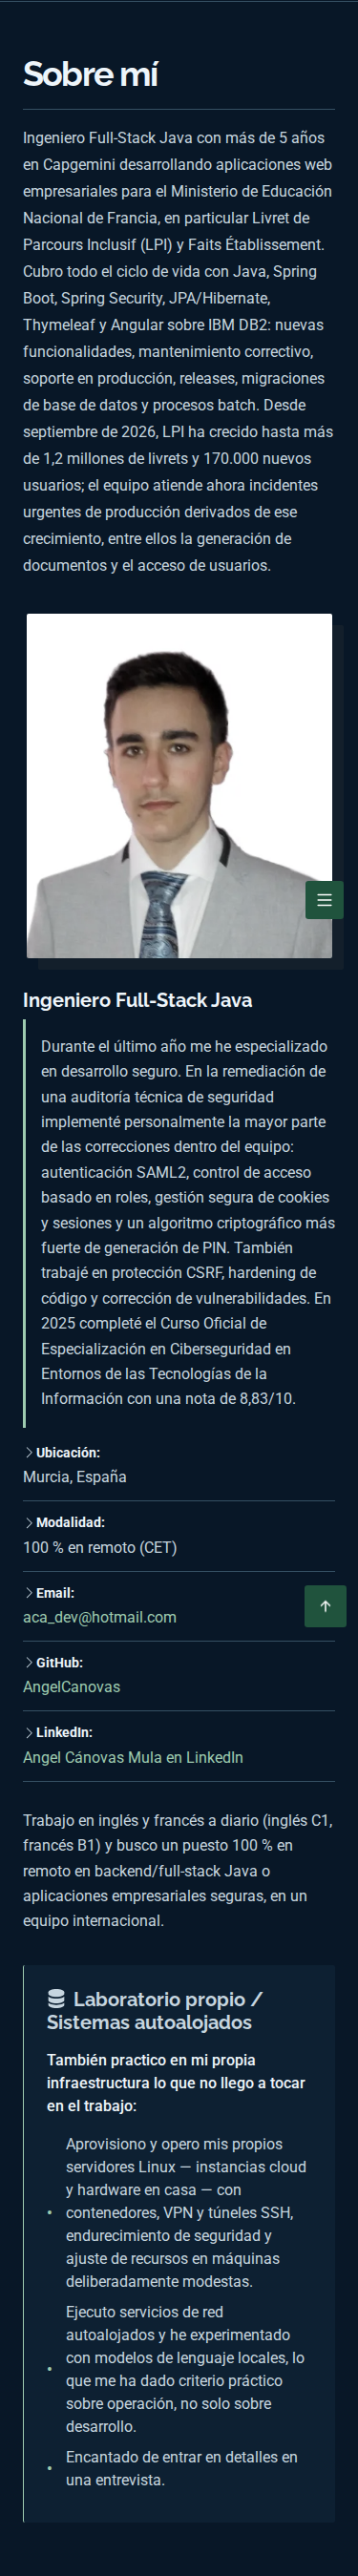 Sobre mí
Ingeniero Full-Stack Java con más de 5 años
en Capgemini desarrollando aplicaciones web
empresariales para el Ministerio de Educación
Nacional de Francia, en particular Livret de
Parcours Inclusif (LPI) y Faits Établissement.
Cubro todo el ciclo de vida con Java, Spring
Boot, Spring Security, JPA/Hibernate,
Thymeleaf y Angular sobre IBM DB2: nuevas
funcionalidades, mantenimiento correctivo,
soporte en producción, releases, migraciones
de base de datos y procesos batch. Desde
septiembre de 2026, LPI ha crecido hasta más
de 1,2 millones de livrets y 170.000 nuevos
usuarios; el equipo atiende ahora incidentes
urgentes de producción derivados de ese
crecimiento, entre ellos la generación de
documentos y el acceso de usuarios.
Ingeniero Full-Stack Java
Durante el último año me he especializado
en desarrollo seguro. En la remediación de
una auditoría técnica de seguridad
implementé personalmente la mayor parte
de las correcciones dentro del equipo:
autenticación SAML2, control de acceso
basado en roles, gestión segura de cookies
y sesiones y un algoritmo criptográfico más
fuerte de generación de PIN. También
trabajé en protección CSRF, hardening de
código y corrección de vulnerabilidades. En
2025 completé el Curso Oficial de
Especialización en Ciberseguridad en
Entornos de las Tecnologías de la
Información con una nota de 8,83/10.
Ubicación:
Murcia, España
Modalidad:
100 % en remoto (CET)
Email:
aca_dev@hotmail.com
GitHub:
AngelCanovas
LinkedIn:
Angel Cánovas Mula en LinkedIn
Trabajo en inglés y francés a diario (inglés C1,
francés B1) y busco un puesto 100 % en
remoto en backend/full-stack Java o
aplicaciones empresariales seguras, en un
equipo internacional.
Laboratorio propio /
Sistemas autoalojados
También practico en mi propia
infraestructura lo que no llego a tocar
en el trabajo:
Aprovisiono y opero mis propios
servidores Linux — instancias cloud
y hardware en casa — con
• contenedores, VPN y túneles SSH,
endurecimiento de seguridad y
ajuste de recursos en máquinas
deliberadamente modestas.
Ejecuto servicios de red
autoalojados y he experimentado
con modelos de lenguaje locales, lo
• que me ha dado criterio práctico
sobre operación, no solo sobre
desarrollo.
• Encantado de entrar en detalles en
una entrevista.